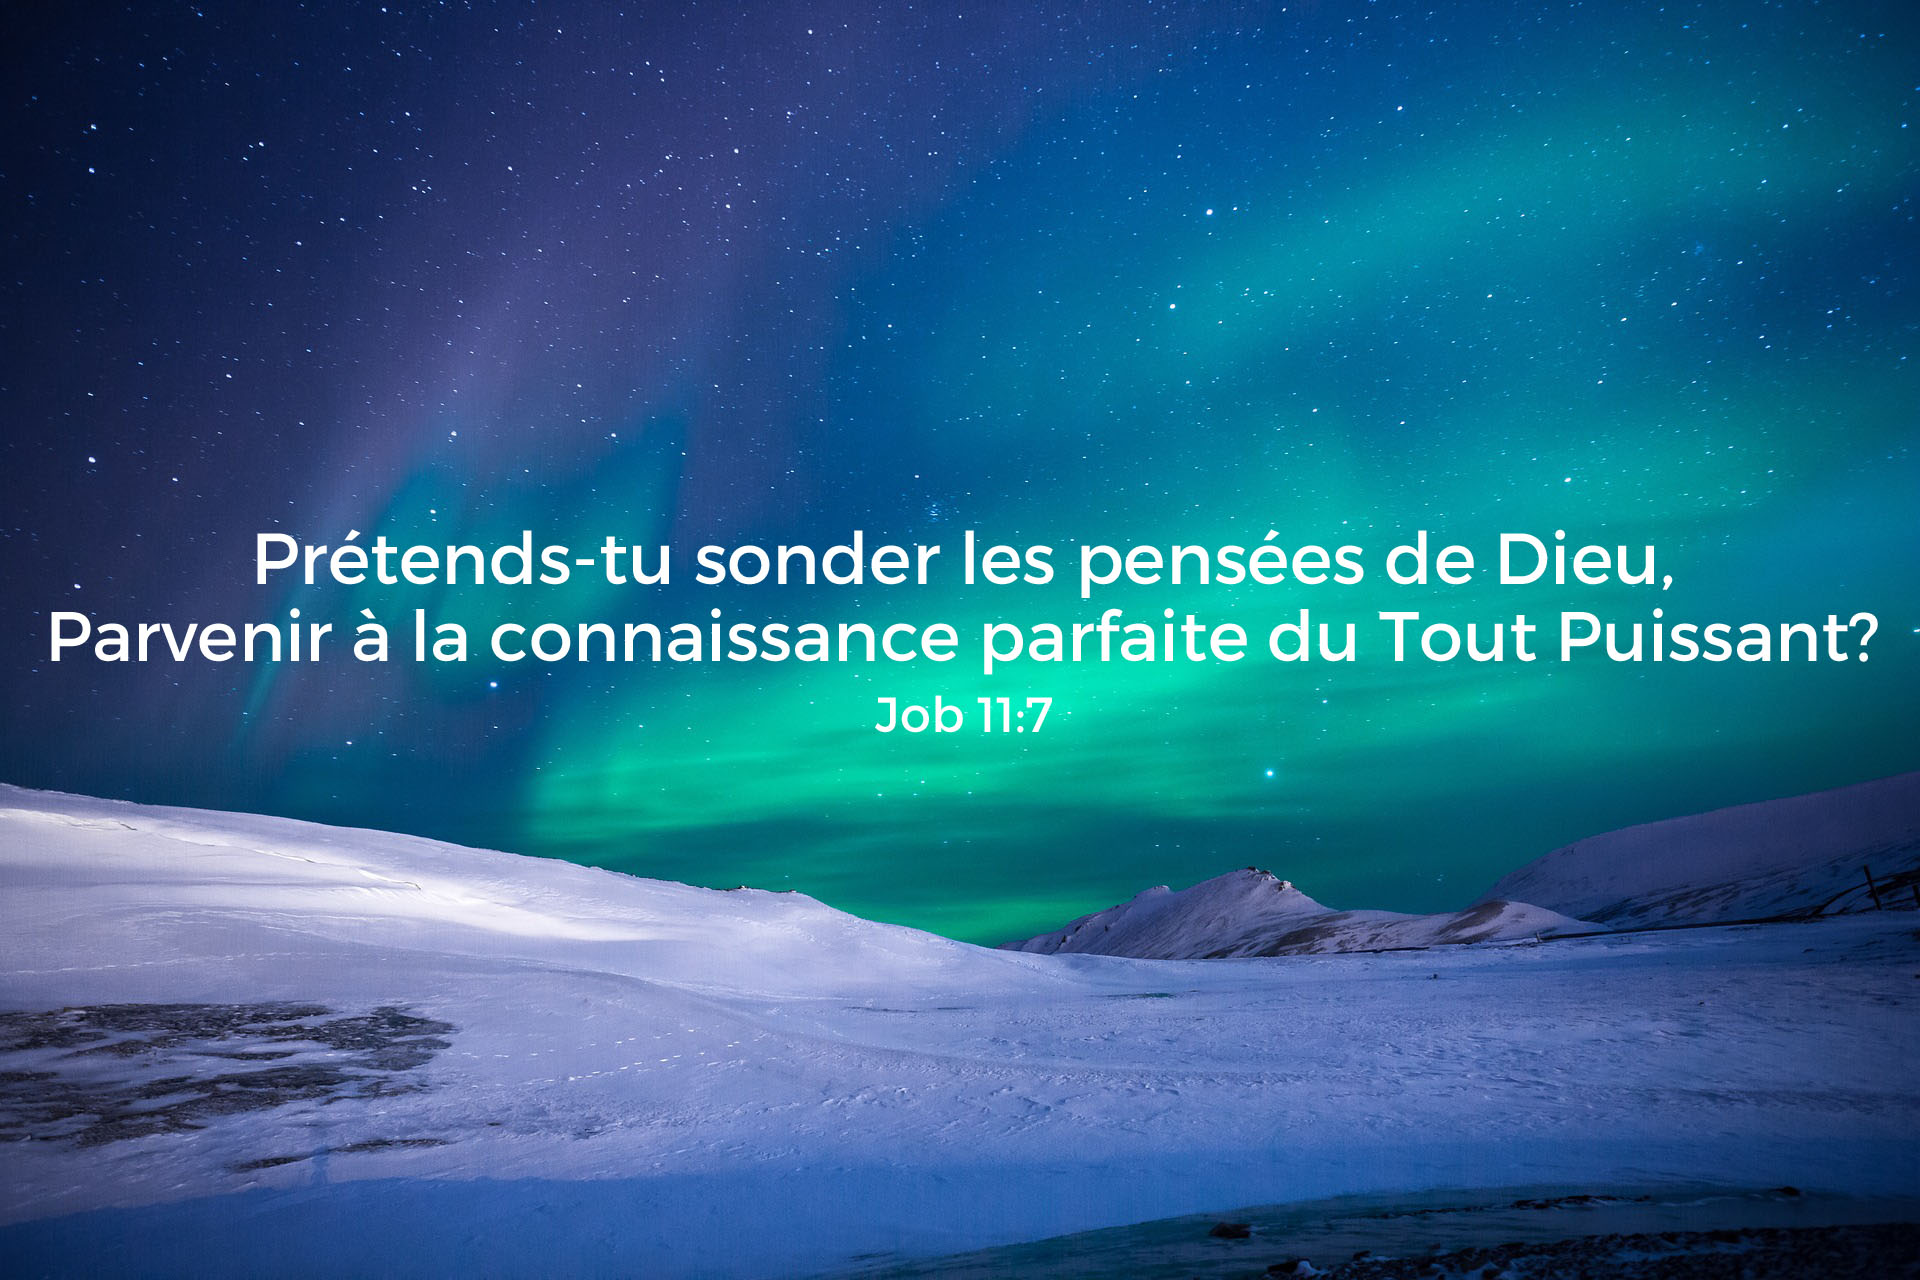 Prétends-tu sonder les pensées de Dieu,
Parvenir à la connaissance parfaite du Tout Puissant?
Job 11:7